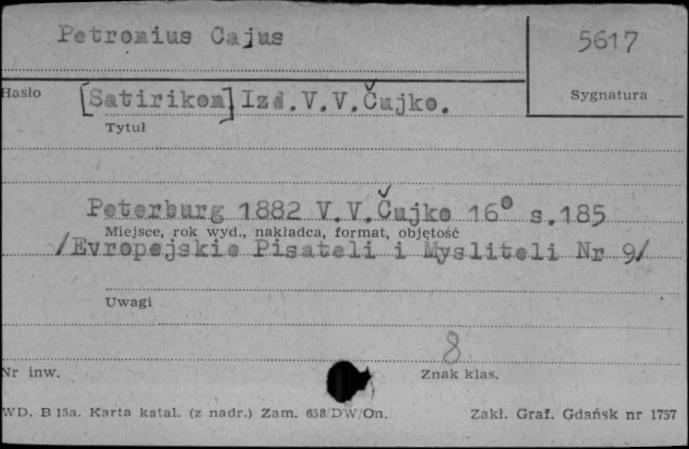 Petronius Cajus
5617
Hasło
[Satirikon] Izd.V.V.Čujko.
Sygnatura
Tytuł
Peterburg 1882 V.V.Čujko 16° s.185
Miejsce, rok wyd., nakładca, format, objętość
/Evropejskie Pisateli i Mysliteli Nr 9/
Uwagi
8
Nr inw.
Znak klas.
WD. B 15a. Karta katal. (z nadr.) Zam. 658/DW/On.
Zakł. Graf. Gdańsk nr 1757